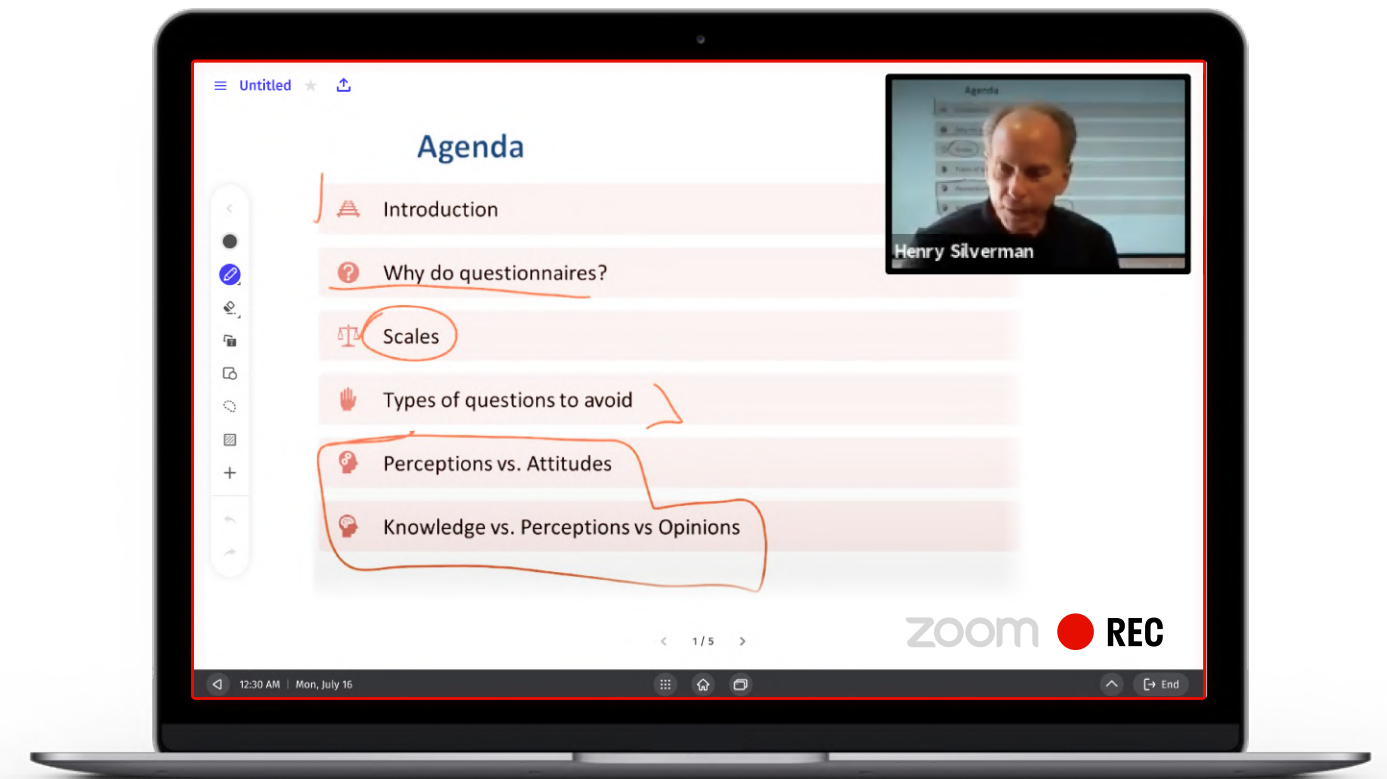 Untitled
Agenda
Introduction
Why do questionnaires?
Scales
Types of questions to avoid
Perceptions vs. Attitudes
Knowledge vs. Perceptions vs Opinions
Agenda
Henry Silverman
1 / 5
zoom
REC
12:30 AM | Mon, July 16
End